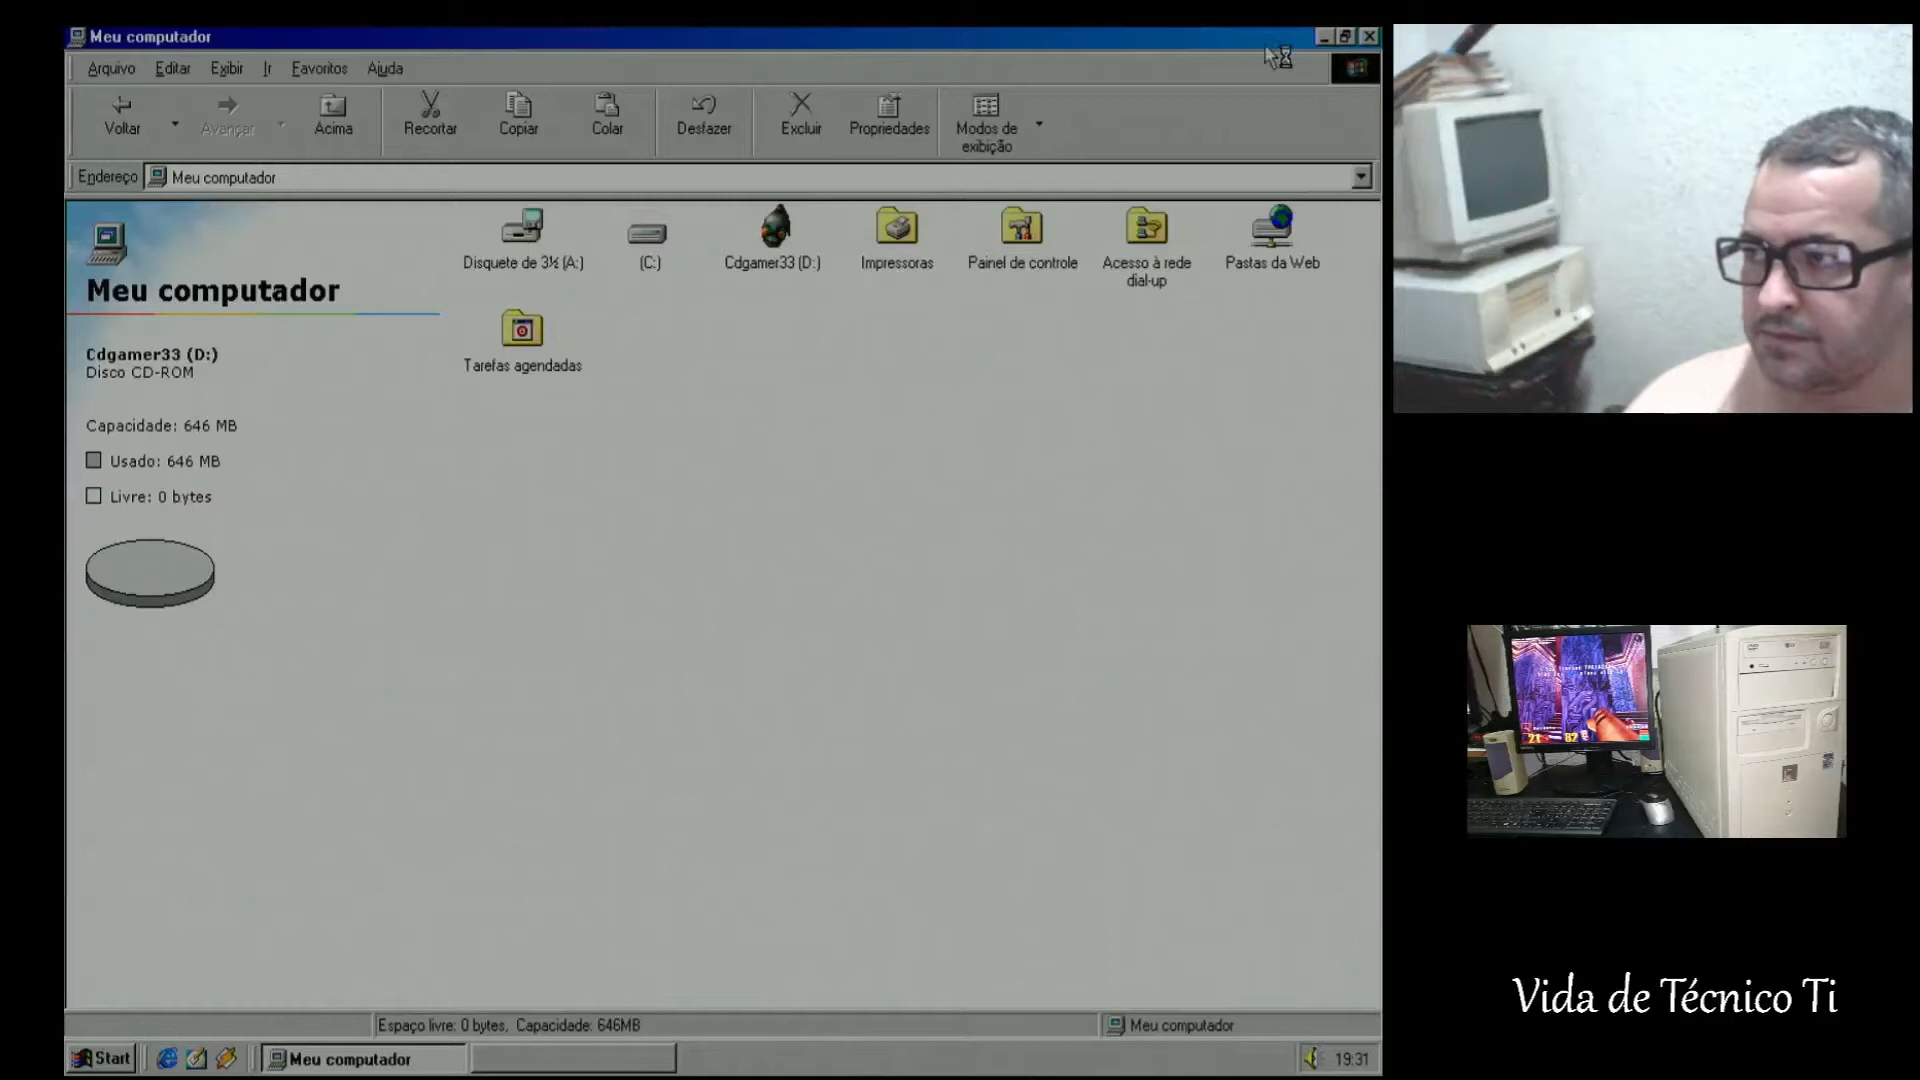 Meu computador
Arquivo Editar Exibir Ir Favoritos Ajuda
Voltar Avançar Acima Recortar Copiar Colar Desfazer Excluir Propriedades Modos de
exibição
Endereço Meu computador
Disquete de 3½ (A:) (C:) Cdgamer33 (D:) Impressoras Painel de controle Acesso à rede
dial-up Pastas da Web
Tarefas agendadas
Meu computador
Cdgamer33 (D:)
Disco CD-ROM
Capacidade: 646 MB
Usado: 646 MB
Livre: 0 bytes
Espaço livre: 0 bytes, Capacidade: 646MB
Meu computador
Start Meu computador 19:31
82
Vida de Técnico Ti